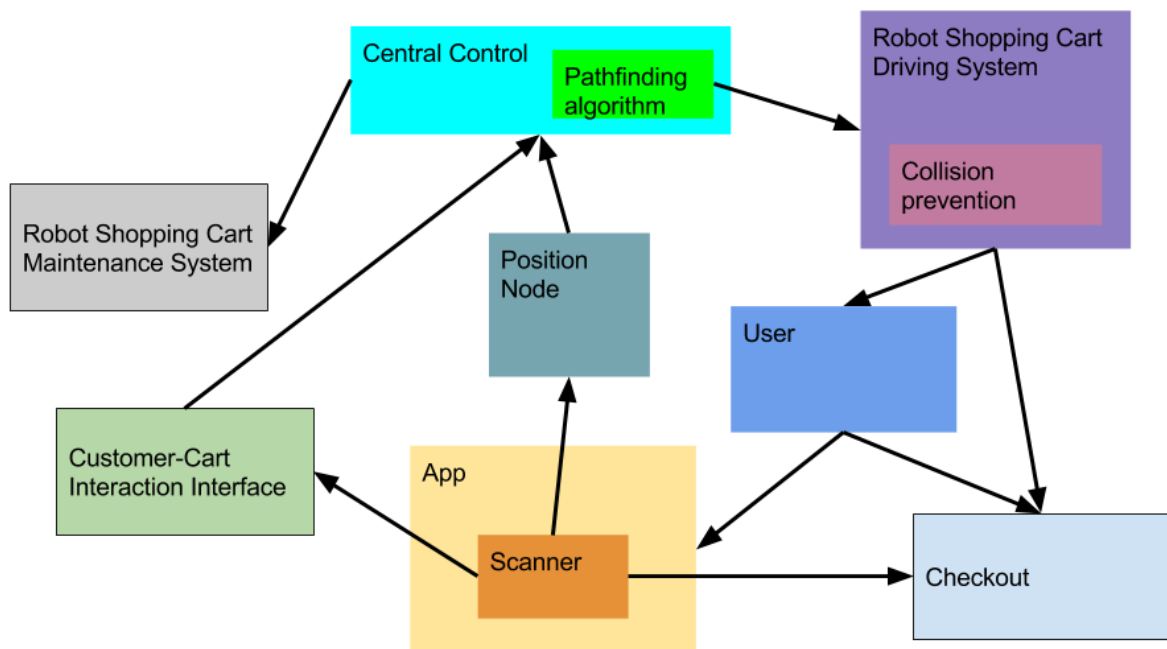 Central Control
Pathfinding
algorithm
Robot Shopping Cart
Driving System
Collision
prevention
Robot Shopping Cart
Maintenance System
Position
Node
User
Customer-Cart
Interaction Interface
App
Scanner
Checkout